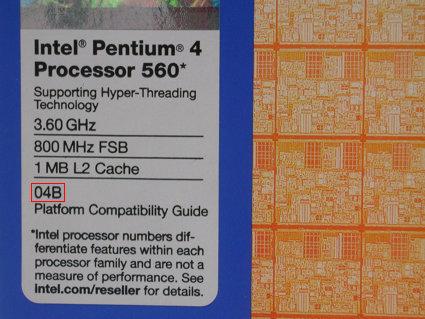 Intel® Pentium® 4
Processor 560*
Supporting Hyper-Threading
Technology
3.60 GHz
800 MHz FSB
1 MB L2 Cache
04B
Platform Compatibility Guide
*Intel processor numbers dif-
ferentiate features within each
processor family and are not a
measure of performance. See
intel.com/reseller for details.